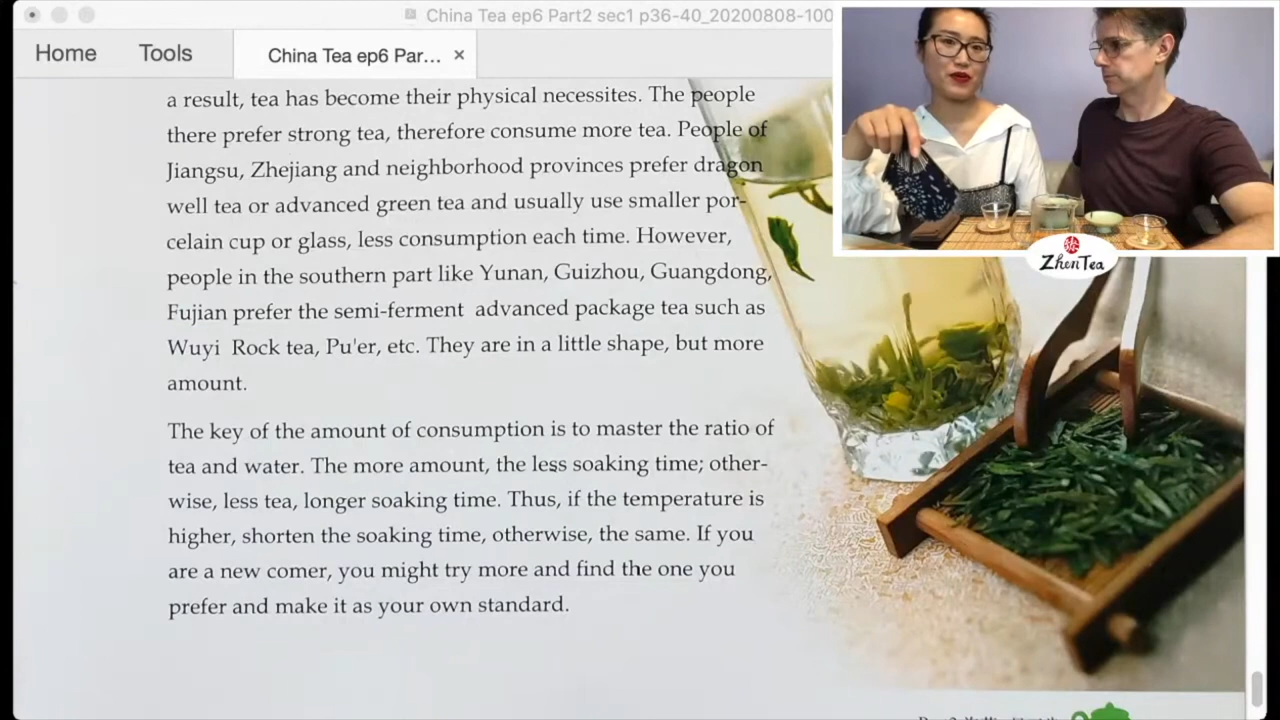 China Tea ep6 Part2 sec1 p36-40_20200808-100
Home Tools China Tea ep6 Par... ×
a result, tea has become their physical necessites. The people
there prefer strong tea, therefore consume more tea. People of
Jiangsu, Zhejiang and neighborhood provinces prefer dragon
well tea or advanced green tea and usually use smaller por-
celain cup or glass, less consumption each time. However,
people in the southern part like Yunan, Guizhou, Guangdong,
Fujian prefer the semi-ferment advanced package tea such as
Wuyi Rock tea, Pu'er, etc. They are in a little shape, but more
amount.
The key of the amount of consumption is to master the ratio of
tea and water. The more amount, the less soaking time; other-
wise, less tea, longer soaking time. Thus, if the temperature is
higher, shorten the soaking time, otherwise, the same. If you
are a new comer, you might try more and find the one you
prefer and make it as your own standard.
ZhenTea